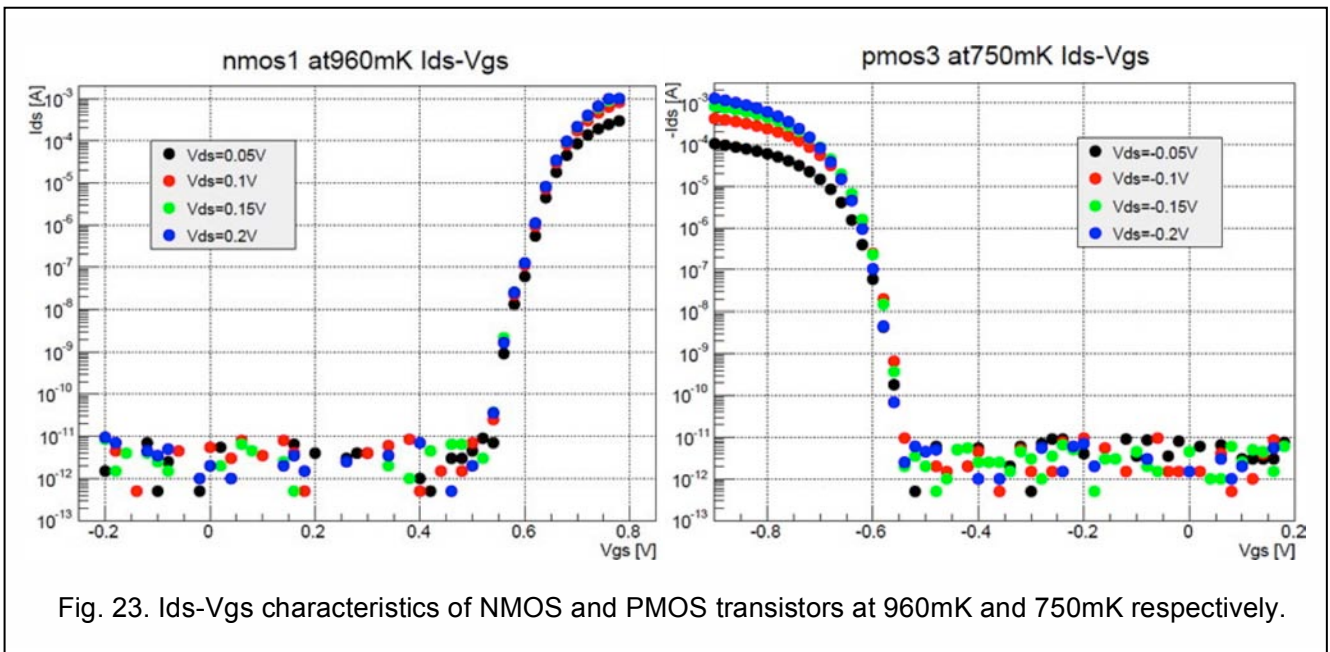 nmos1 at960mK Ids-Vgs
Ids [A]
10-3
10-4
10-5
10-6
10-7
10-8
10-9
10-10
10-11
10-12
10-13
Vds=0.05V
Vds=0.1V
Vds=0.15V
Vds=0.2V
-0.2 0 0.2 0.4 0.6 0.8
Vgs [V]
pmos3 at750mK Ids-Vgs
-Ids [A]
10-3
10-4
10-5
10-6
10-7
10-8
10-9
10-10
10-11
10-12
10-13
Vds=-0.05V
Vds=-0.1V
Vds=-0.15V
Vds=-0.2V
-0.8 -0.6 -0.4 -0.2 0 0.2
Vgs [V]
Fig. 23. Ids-Vgs characteristics of NMOS and PMOS transistors at 960mK and 750mK respectively.